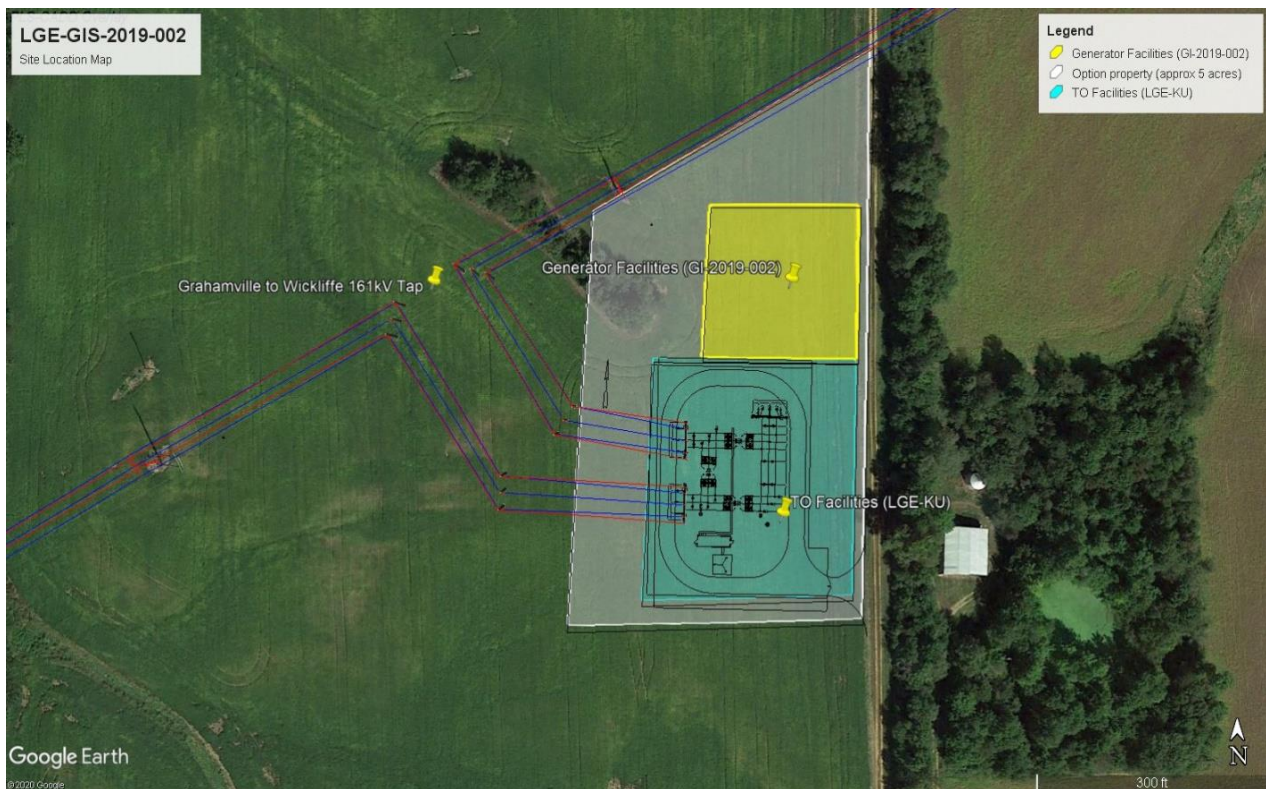 LGE-GIS-2019-002
Site Location Map
Legend
Generator Facilities (GI-2019-002)
Option property (approx 5 acres)
TO Facilities (LGE-KU)
Generator Facilities (GI-2019-002)
Grahamville to Wickliffe 161kV Tap
TO Facilities (LGE-KU)
Google Earth
©2020 Google
N
300 ft